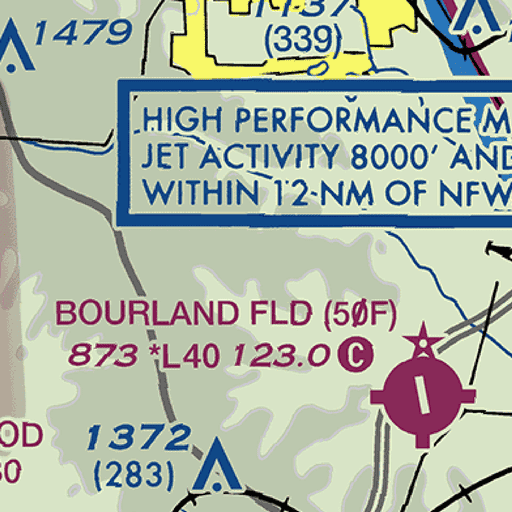 1479
1137
(339)
HIGH PERFORMANCE M
JET ACTIVITY 8000' AND
WITHIN 12-NM OF NFW
BOURLAND FLD (50F)
873 *L40 123.0 C
OD
1372
(283)